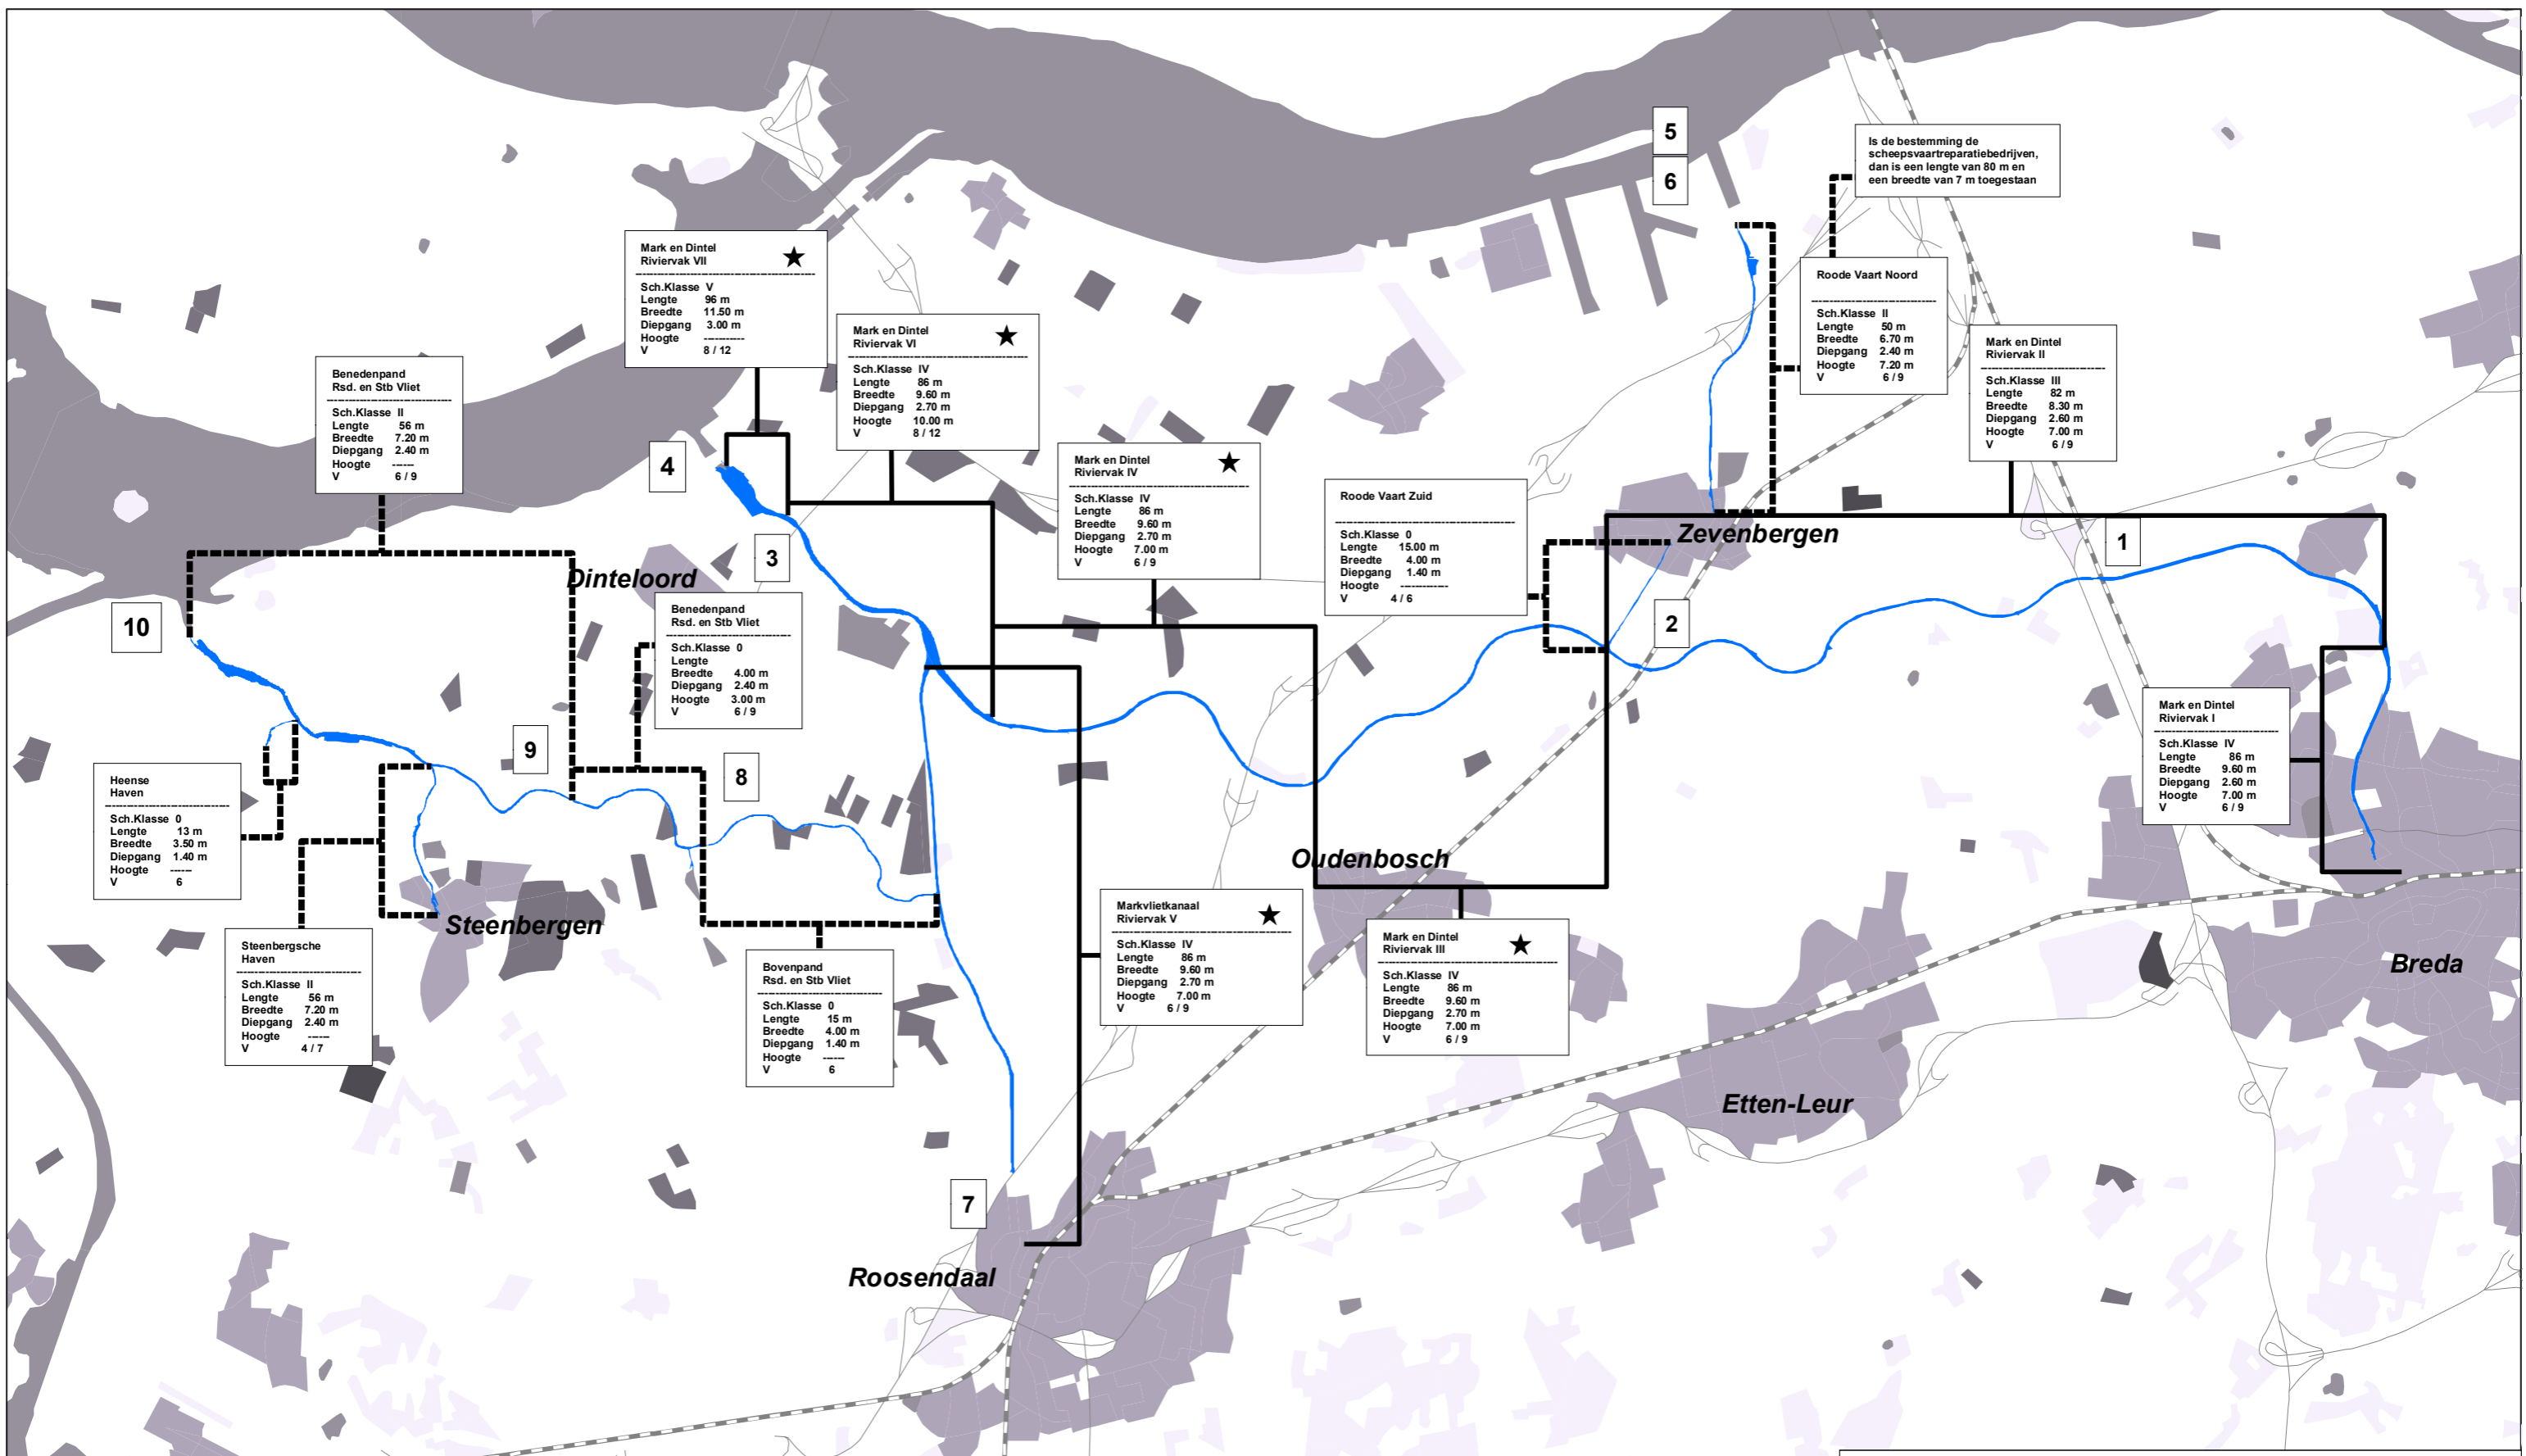 5
6
Is de bestemming de
scheepsvaartreparatiebedrijven,
dan is een lengte van 80 m en
een breedte van 7 m toegestaan
Mark en Dintel
Riviervak VII
Sch.Klasse V
Lengte 96 m
Breedte 11.50 m
Diepgang 3.00 m
Hoogte ------------
V 8 / 12
Roode Vaart Noord
Sch.Klasse II
Lengte 50 m
Breedte 6.70 m
Diepgang 2.40 m
Hoogte 7.20 m
V 6 / 9
Mark en Dintel
Riviervak VI
Sch.Klasse IV
Lengte 86 m
Breedte 9.60 m
Diepgang 2.70 m
Hoogte 10.00 m
V 8 / 12
Mark en Dintel
Riviervak II
Sch.Klasse III
Lengte 82 m
Breedte 8.30 m
Diepgang 2.60 m
Hoogte 7.00 m
V 6 / 9
Benedenpand
Rsd. en Stb Vliet
Sch.Klasse II
Lengte 56 m
Breedte 7.20 m
Diepgang 2.40 m
Hoogte ------
V 6 / 9
4
Mark en Dintel
Riviervak IV
Sch.Klasse IV
Lengte 86 m
Breedte 9.60 m
Diepgang 2.70 m
Hoogte 7.00 m
V 6 / 9
Roode Vaart Zuid
Sch.Klasse 0
Lengte 15.00 m
Breedte 4.00 m
Diepgang 1.40 m
Hoogte -------------
V 4 / 6
Zevenbergen
1
3
Dinteloord
10
Benedenpand
Rsd. en Stb Vliet
Sch.Klasse 0
Lengte
Breedte 4.00 m
Diepgang 2.40 m
Hoogte 3.00 m
V 6 / 9
2
Mark en Dintel
Riviervak I
Sch.Klasse IV
Lengte 86 m
Breedte 9.60 m
Diepgang 2.60 m
Hoogte 7.00 m
V 6 / 9
9
8
Heense
Haven
Sch.Klasse 0
Lengte 13 m
Breedte 3.50 m
Diepgang 1.40 m
Hoogte ------
V 6
Oudenbosch
Steenbergen
Markvlietkanaal
Riviervak V
Sch.Klasse IV
Lengte 86 m
Breedte 9.60 m
Diepgang 2.70 m
Hoogte 7.00 m
V 6 / 9
Mark en Dintel
Riviervak III
Sch.Klasse IV
Lengte 86 m
Breedte 9.60 m
Diepgang 2.70 m
Hoogte 7.00 m
V 6 / 9
Steenbergsche
Haven
Sch.Klasse II
Lengte 56 m
Breedte 7.20 m
Diepgang 2.40 m
Hoogte ------
V 4 / 7
Bovenpand
Rsd. en Stb Vliet
Sch.Klasse 0
Lengte 15 m
Breedte 4.00 m
Diepgang 1.40 m
Hoogte ------
V 6
Breda
Etten-Leur
7
Roosendaal